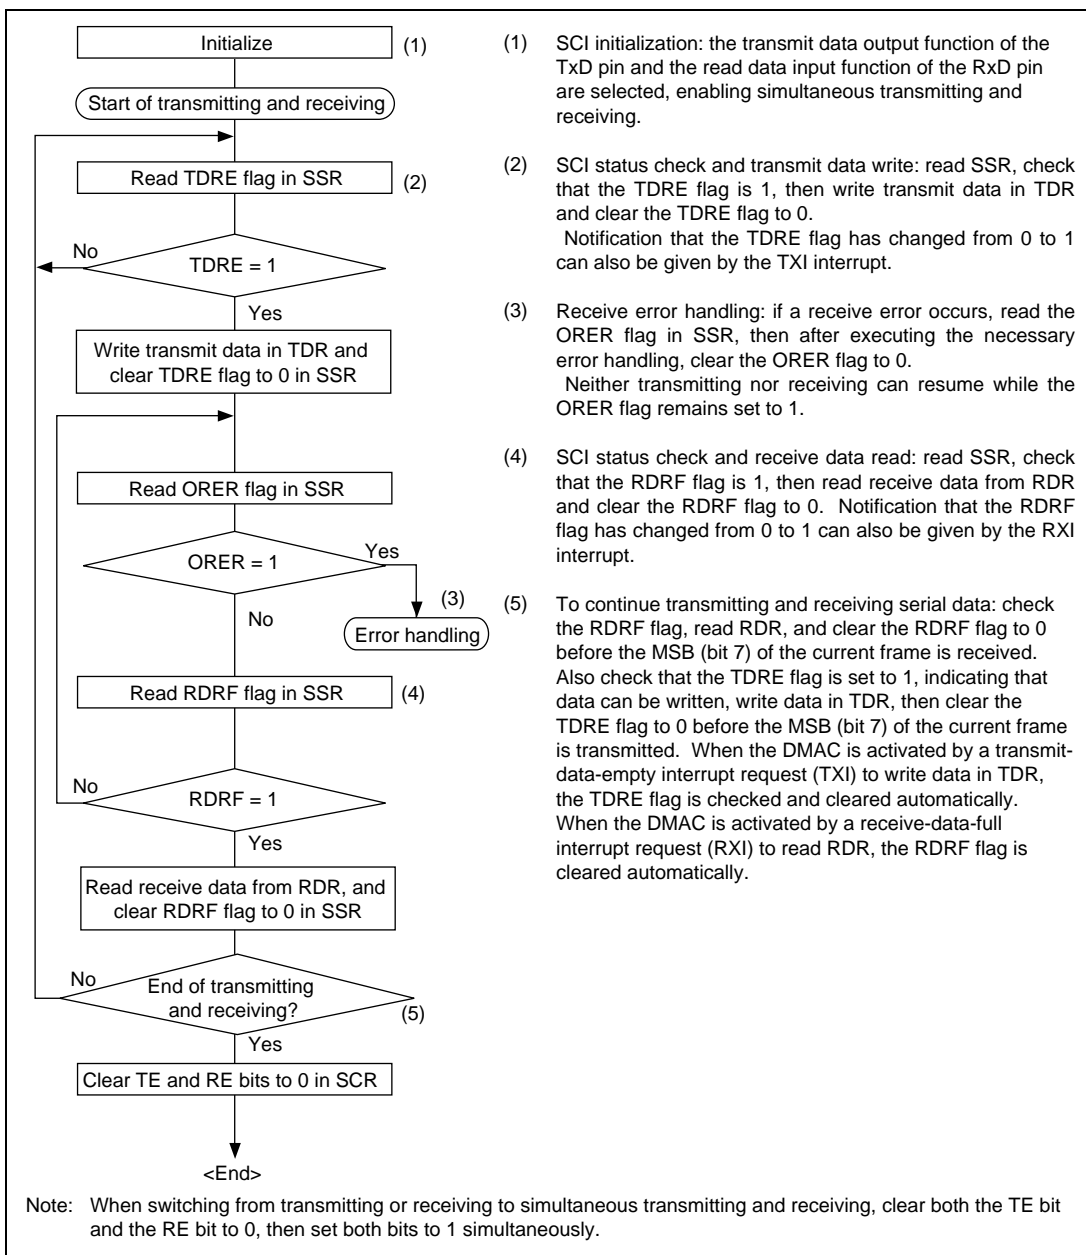 Initialize
(1)
Start of transmitting and receiving
Read TDRE flag in SSR
(2)
No
TDRE = 1
Yes
Write transmit data in TDR and
clear TDRE flag to 0 in SSR
Read ORER flag in SSR
ORER = 1
Yes
(3)
No
Error handling
Read RDRF flag in SSR
(4)
No
RDRF = 1
Yes
Read receive data from RDR, and
clear RDRF flag to 0 in SSR
No
End of transmitting
and receiving?
(5)
Yes
Clear TE and RE bits to 0 in SCR
<End>
(1) SCI initialization: the transmit data output function of the
TxD pin and the read data input function of the RxD pin
are selected, enabling simultaneous transmitting and
receiving.
(2) SCI status check and transmit data write: read SSR, check
that the TDRE flag is 1, then write transmit data in TDR
and clear the TDRE flag to 0.
Notification that the TDRE flag has changed from 0 to 1
can also be given by the TXI interrupt.
(3) Receive error handling: if a receive error occurs, read the
ORER flag in SSR, then after executing the necessary
error handling, clear the ORER flag to 0.
Neither transmitting nor receiving can resume while the
ORER flag remains set to 1.
(4) SCI status check and receive data read: read SSR, check
that the RDRF flag is 1, then read receive data from RDR
and clear the RDRF flag to 0. Notification that the RDRF
flag has changed from 0 to 1 can also be given by the RXI
interrupt.
(5) To continue transmitting and receiving serial data: check
the RDRF flag, read RDR, and clear the RDRF flag to 0
before the MSB (bit 7) of the current frame is received.
Also check that the TDRE flag is set to 1, indicating that
data can be written, write data in TDR, then clear the
TDRE flag to 0 before the MSB (bit 7) of the current frame
is transmitted. When the DMAC is activated by a transmit-
data-empty interrupt request (TXI) to write data in TDR,
the TDRE flag is checked and cleared automatically.
When the DMAC is activated by a receive-data-full
interrupt request (RXI) to read RDR, the RDRF flag is
cleared automatically.
Note: When switching from transmitting or receiving to simultaneous transmitting and receiving, clear both the TE bit
and the RE bit to 0, then set both bits to 1 simultaneously.